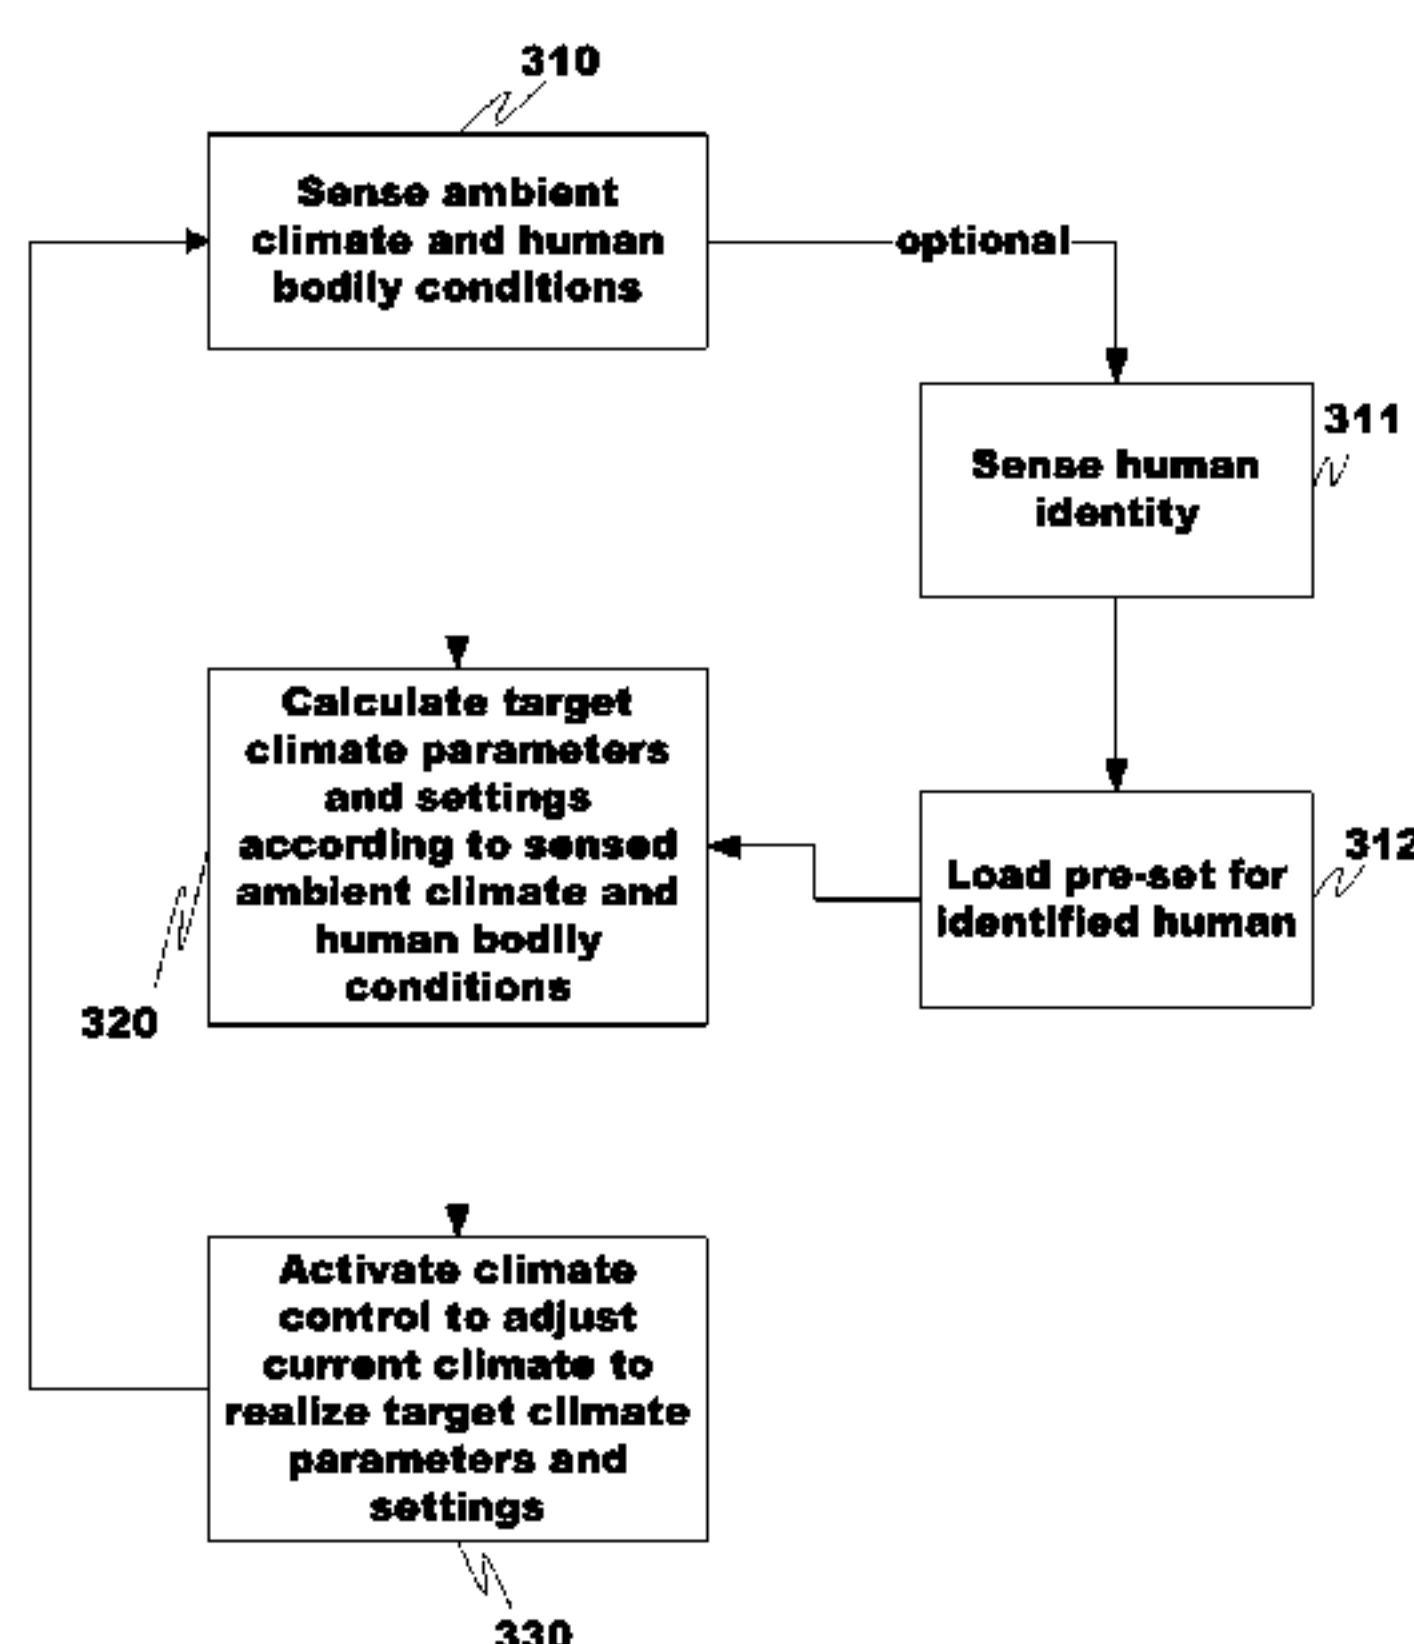 310
Sense ambient
climate and human
bodily conditions
optional
311
Sense human
identity
Calculate target
climate parameters
and settings
according to sensed
ambient climate and
human bodily
conditions
320
312
Load pre-set for
identified human
Activate climate
control to adjust
current climate to
realize target climate
parameters and
settings
330